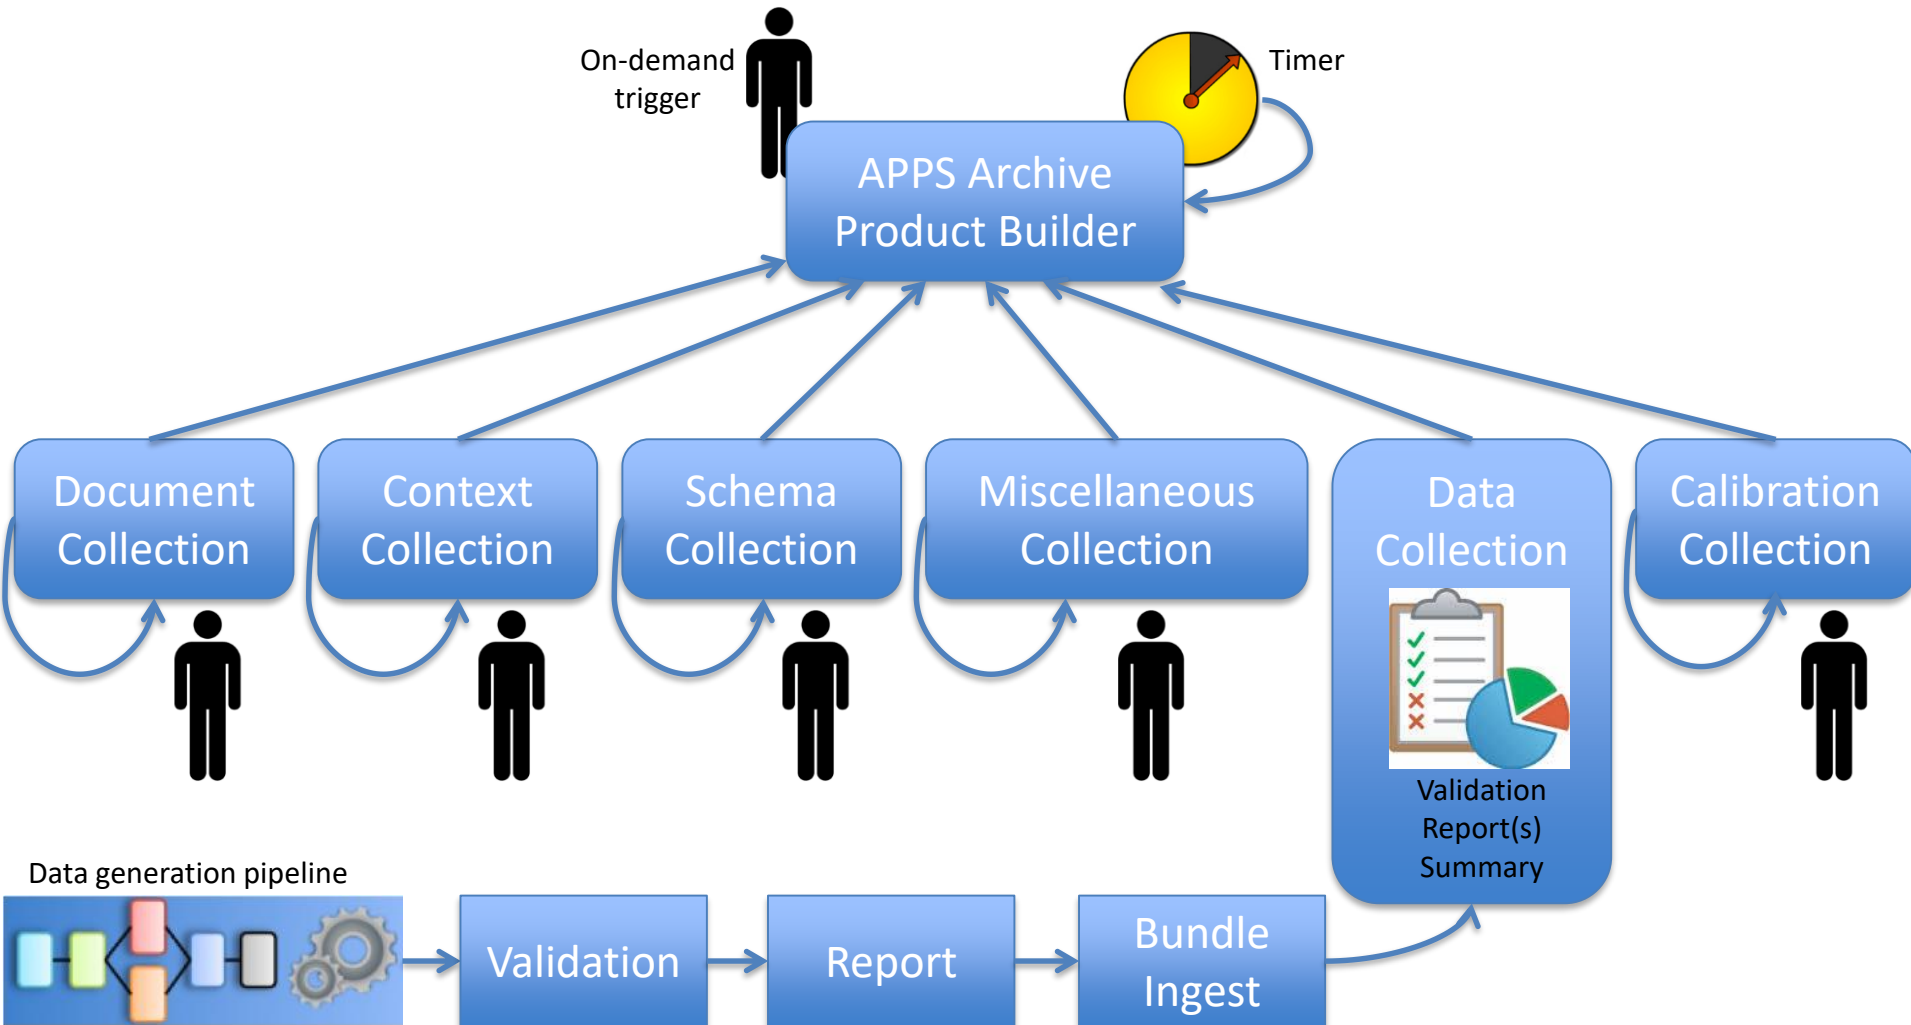 On-demand
trigger
Timer
APPS Archive
Product Builder
Document
Collection
Context
Collection
Schema
Collection
Miscellaneous
Collection
Data
Collection
Calibration
Collection
Validation
Report(s)
Summary
Data generation pipeline
Validation
Report
Bundle
Ingest